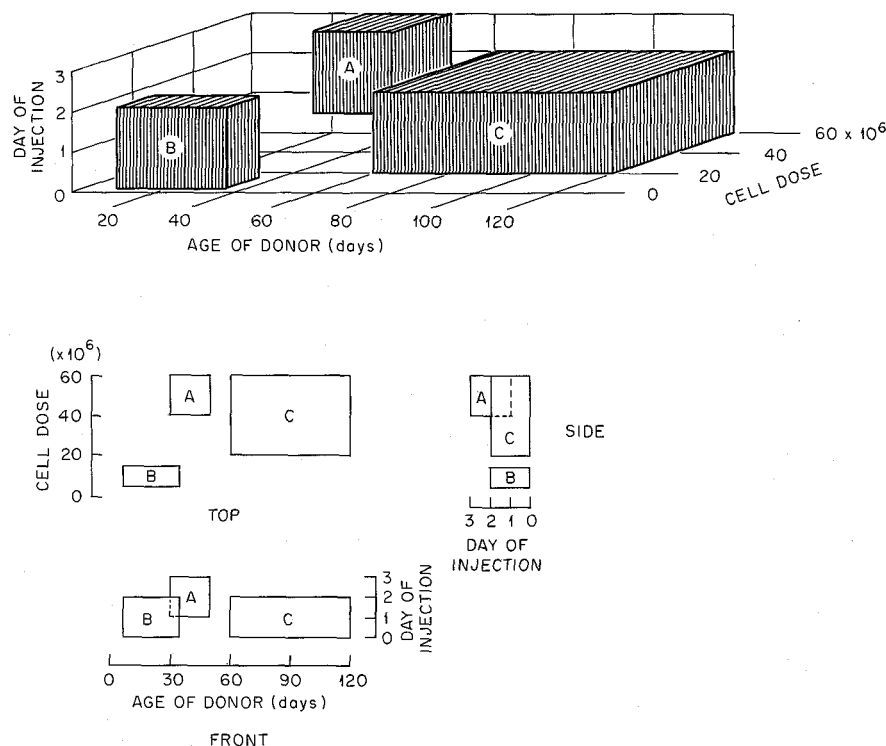 3
2
1
0
DAY OF
INJECTION
A
B
C
60 x 10⁶
40
20
0
CELL DOSE
20 40 60 80 100 120
AGE OF DONOR (days)
(x10⁶)
60
40
20
0
CELL DOSE
A
B
C
TOP
A
C
B
SIDE
3 2 1 0
DAY OF
INJECTION
B
A
C
3
2
1
0
DAY OF
INJECTION
0 30 60 90 120
AGE OF DONOR (days)
FRONT